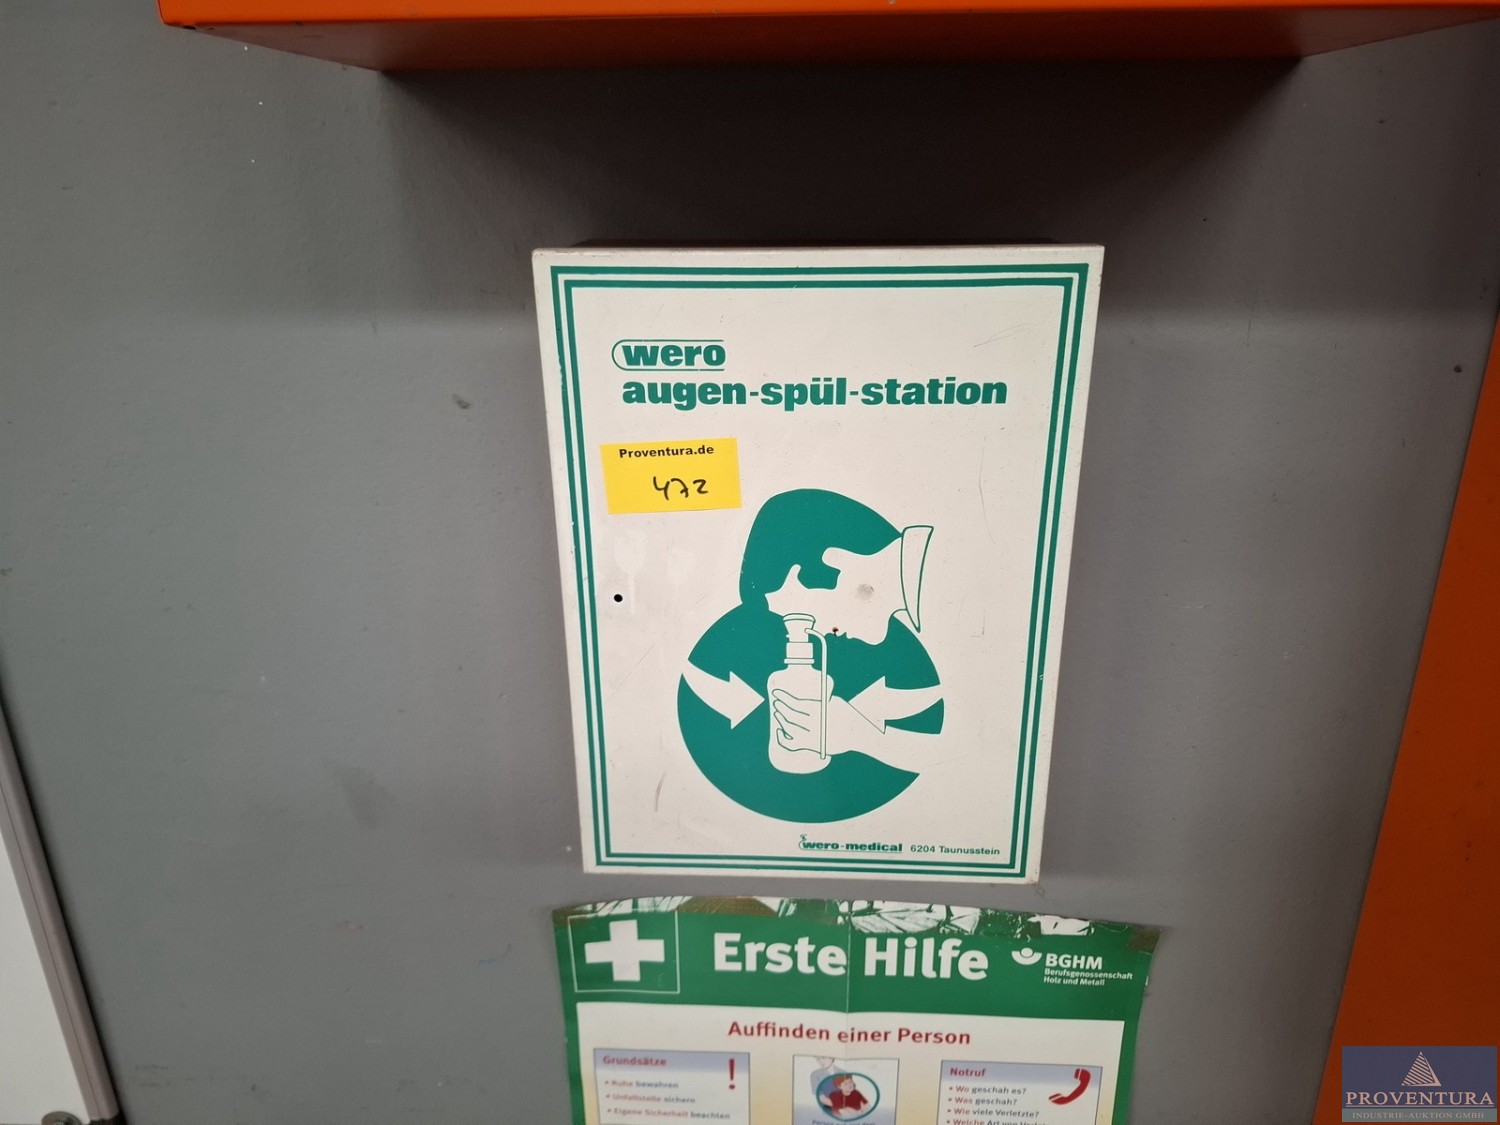 wero
augen-spül-station
Proventura.de
472
wero-medical 6204 Taunusstein
Erste Hilfe
BGHM
Berufsgenossenschaft
Holz und Metall
Auffinden einer Person
Grundsätze
• Ruhe bewahren
• Unfallstelle sichern
• Eigene Sicherheit beachten
!
Notruf
• Wo geschah es?
• Was geschah?
• Wie viele Verletzte?
• Welche Art von
PROVENTURA
INDUSTRIE-AUKTION GMBH